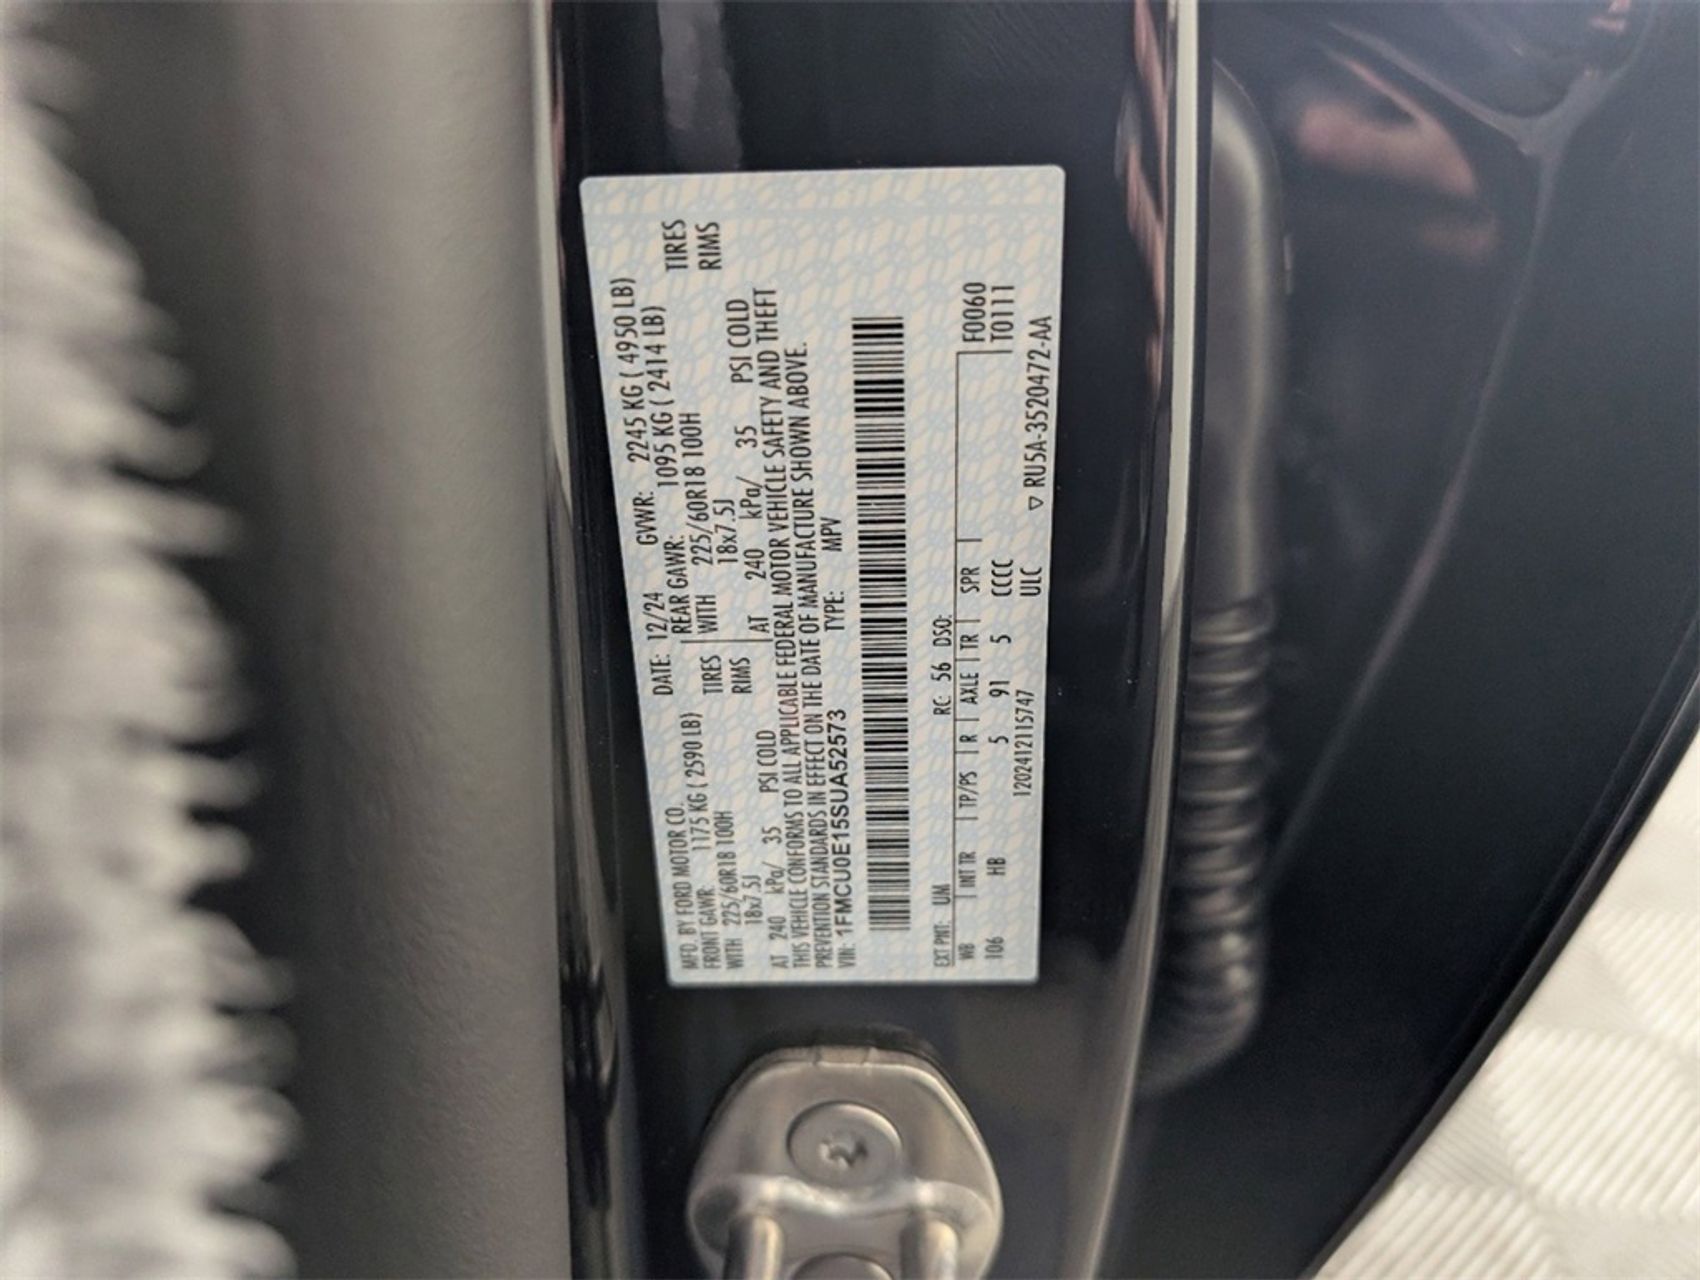 MFD. BY FORD MOTOR CO.
DATE: 12/24 GVWR: 2245 KG ( 4950 LB)
FRONT GAWR: 1175 KG ( 2590 LB)
REAR GAWR: 1095 KG ( 2414 LB)
WITH 225/60R18 100H TIRES
WITH 225/60R18 100H TIRES
18x7.5J RIMS
18x7.5J RIMS
AT 240 kPa/ 35 PSI COLD
AT 240 kPa/ 35 PSI COLD
THIS VEHICLE CONFORMS TO ALL APPLICABLE FEDERAL MOTOR VEHICLE SAFETY AND THEFT
PREVENTION STANDARDS IN EFFECT ON THE DATE OF MANUFACTURE SHOWN ABOVE.
VIN: 1FMCU0E15SUA52573 TYPE: MPV
EXT PNT: UM RC: 56 DSO:
WB INT TR TP/PS R AXLE TR SPR F0060
106 HB 5 91 5 CCCC T0111
12024121 15747 ULC ▽ RU5A-3520472-AA